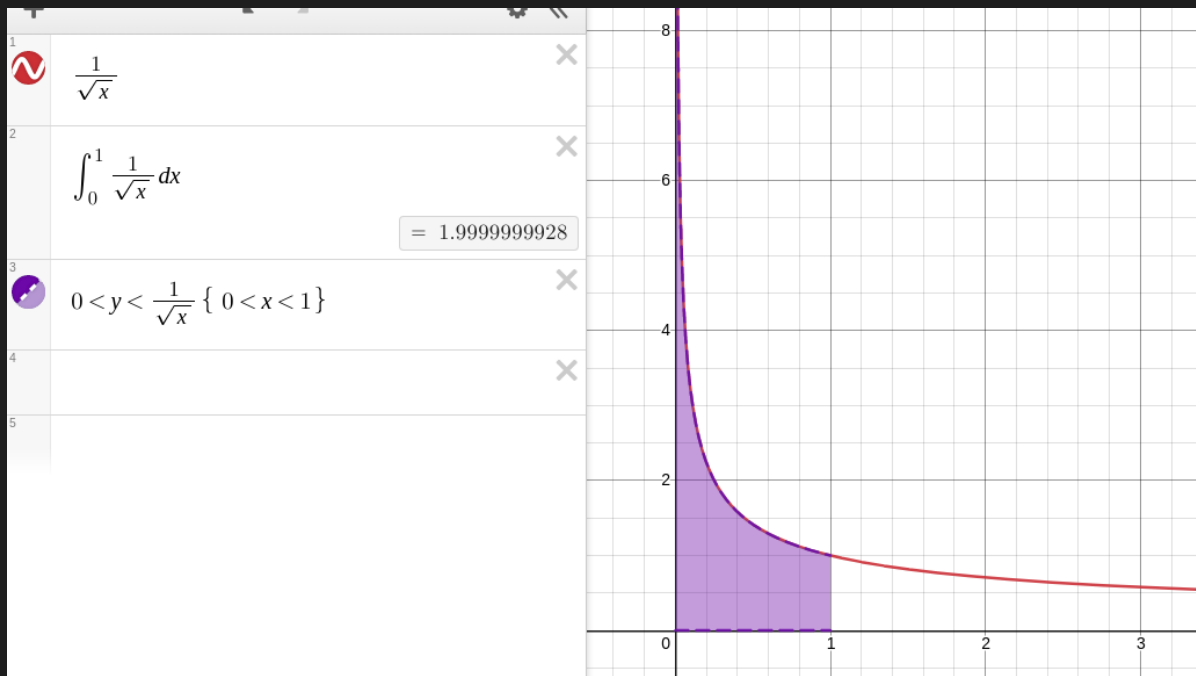 1
1/√x
2
∫₀¹ 1/√x dx
= 1.9999999928
3
0 < y < 1/√x { 0 < x < 1}
4
5
8
6
4
2
0 1 2 3